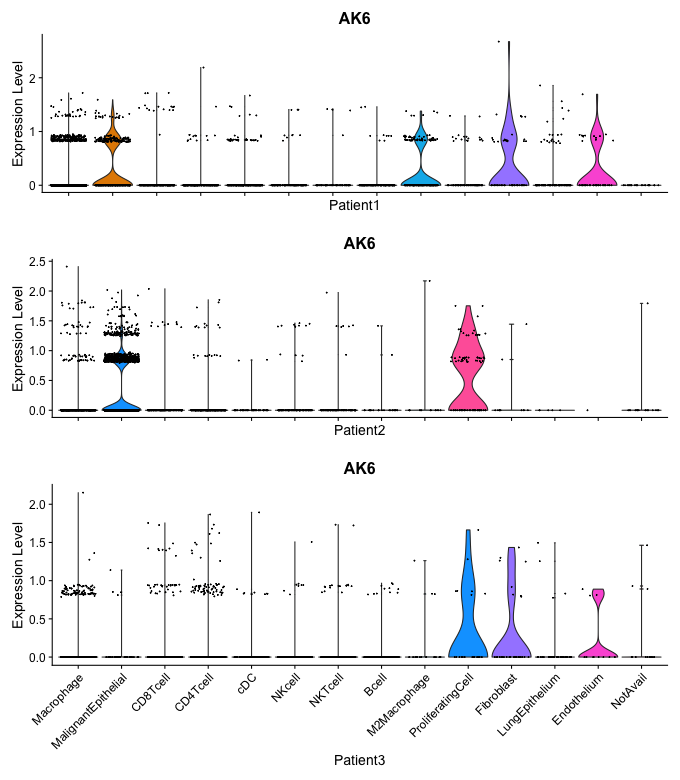 AK6
Expression Level
2
1
0
Patient1
AK6
Expression Level
2.5
2.0
1.5
1.0
0.5
0.0
Patient2
AK6
Expression Level
2.0
1.5
1.0
0.5
0.0
Macrophage
MalignantEpithelial
CD8Tcell
CD4Tcell
cDC
NKcell
NKTcell
Bcell
M2Macrophage
ProliferatingCell
Fibroblast
LungEpithelium
Endothelium
NotAvail
Patient3